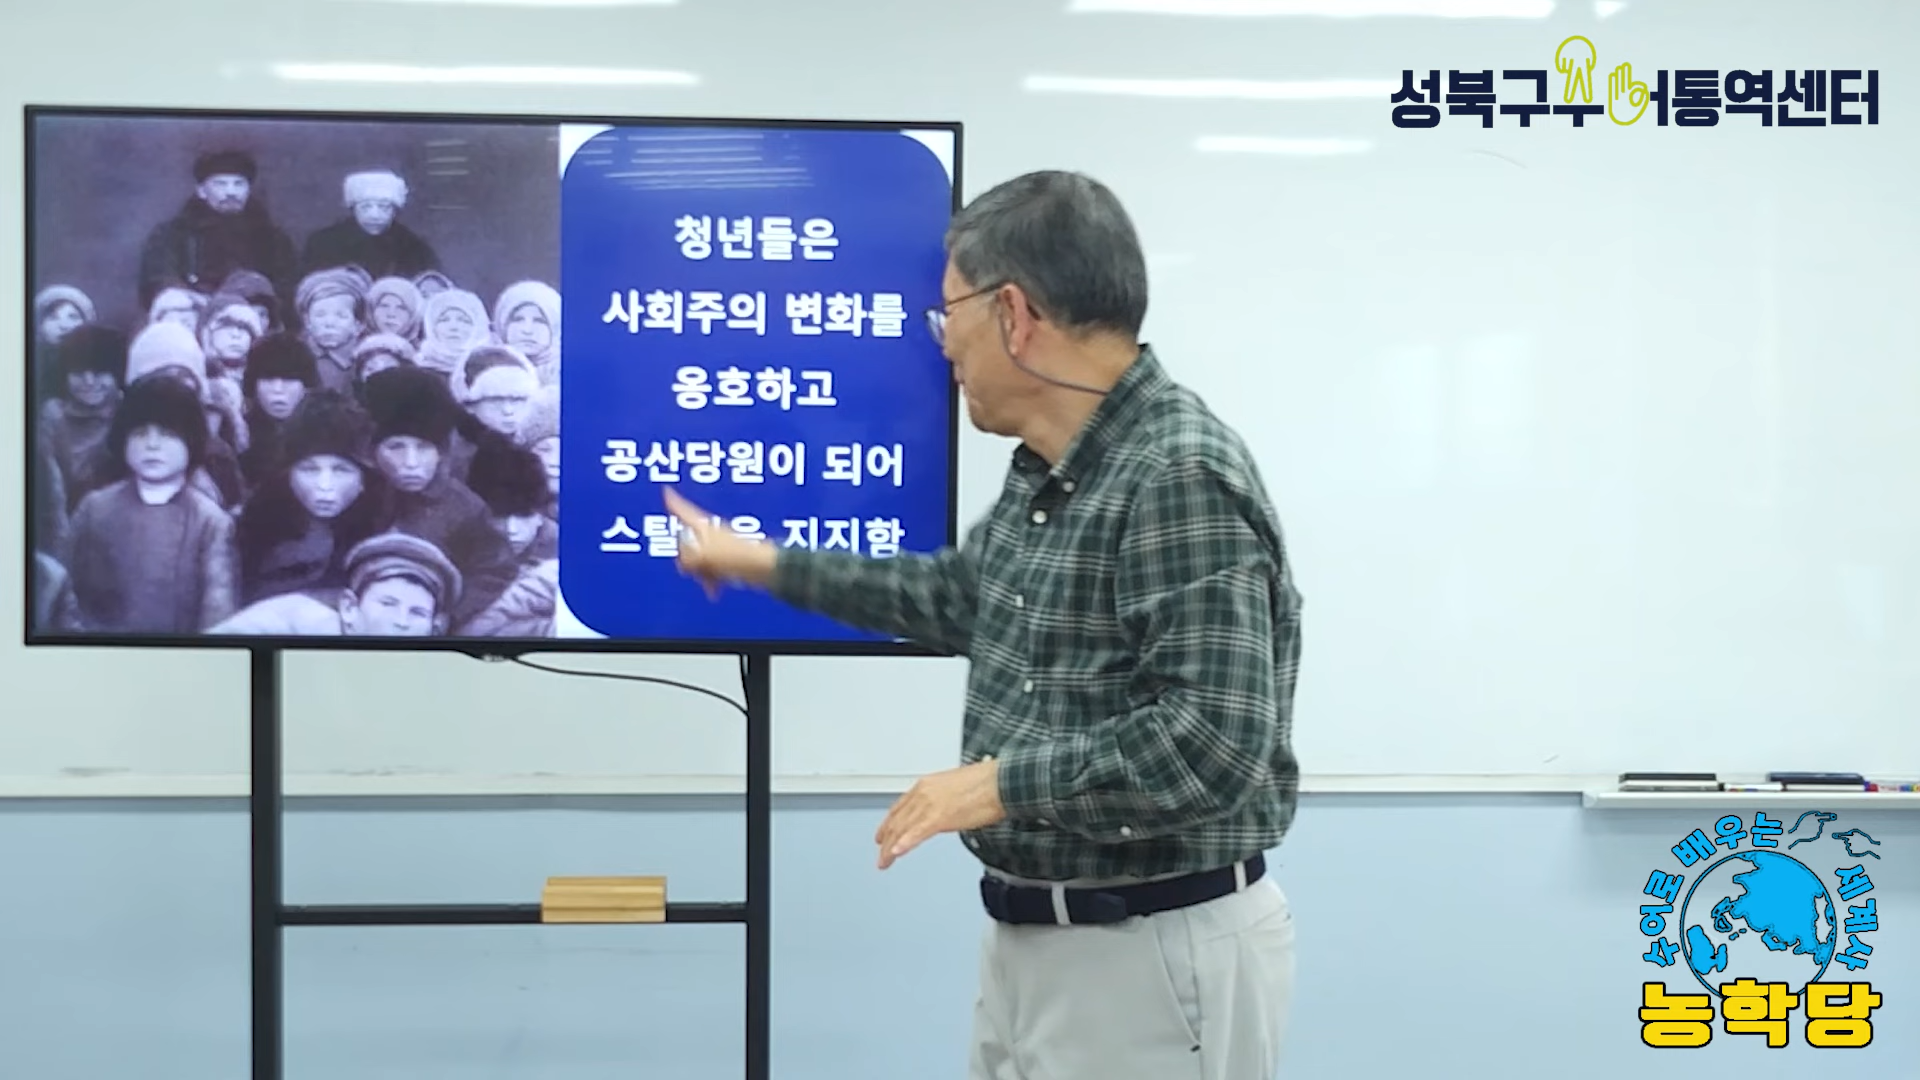 성북구수어통역센터
청년들은
사회주의 변화를
옹호하고
공산당원이 되어
지지함
수어로 배우는 세계사
농학당